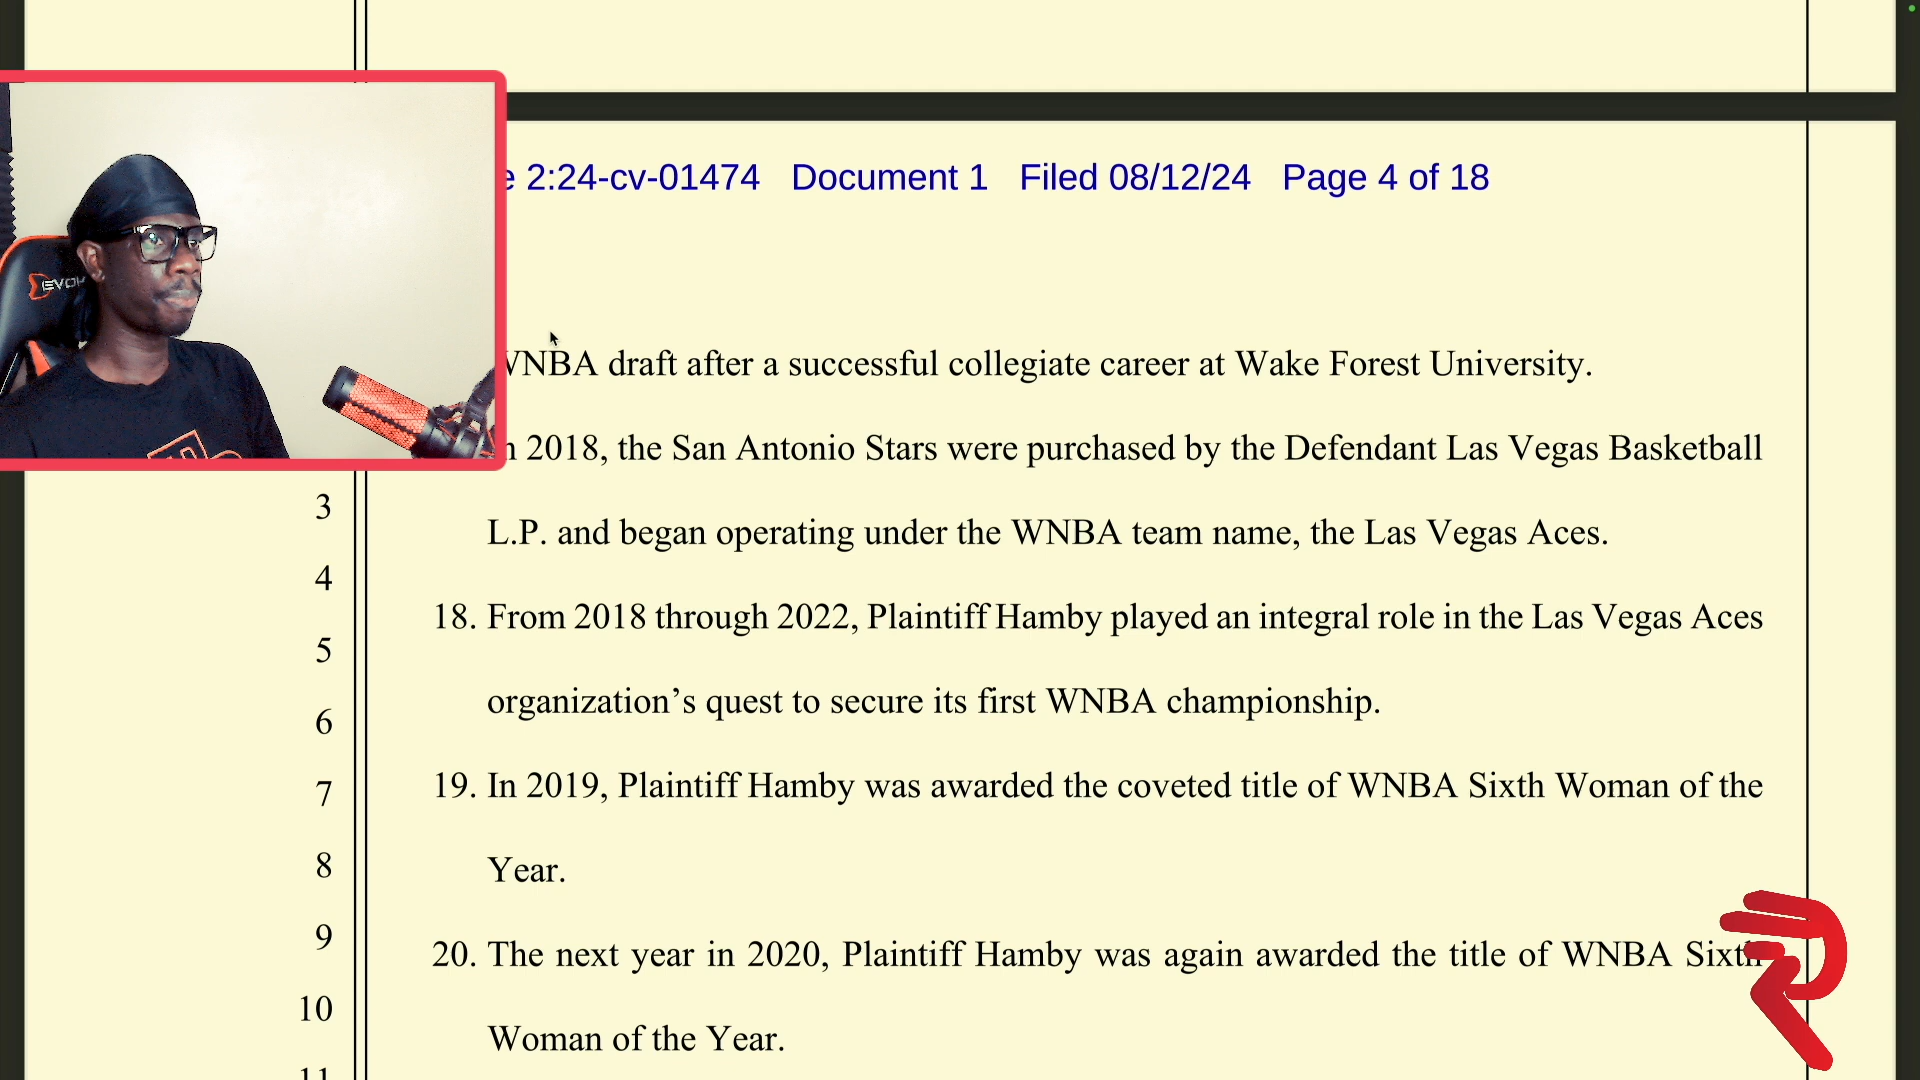 2:24-cv-01474 Document 1 Filed 08/12/24 Page 4 of 18
WNBA draft after a successful collegiate career at Wake Forest University.
2018, the San Antonio Stars were purchased by the Defendant Las Vegas Basketball
L.P. and began operating under the WNBA team name, the Las Vegas Aces.
18. From 2018 through 2022, Plaintiff Hamby played an integral role in the Las Vegas Aces
organization’s quest to secure its first WNBA championship.
19. In 2019, Plaintiff Hamby was awarded the coveted title of WNBA Sixth Woman of the
Year.
20. The next year in 2020, Plaintiff Hamby was again awarded the title of WNBA Sixth
Woman of the Year.
3
4
5
6
7
8
9
10
11